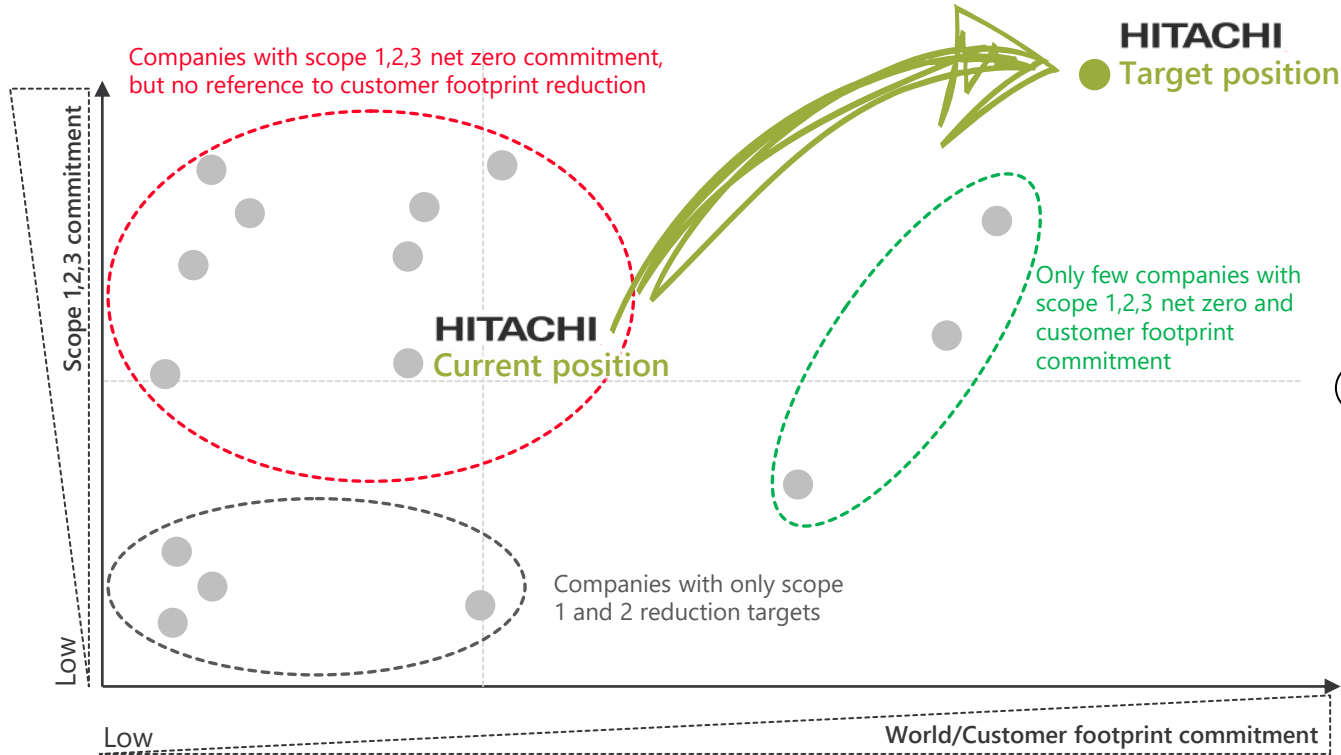 Companies with scope 1,2,3 net zero commitment,
but no reference to customer footprint reduction
HITACHI
Target position
Scope 1,2,3 commitment
Only few companies with
scope 1,2,3 net zero and
customer footprint
commitment
HITACHI
Current position
Companies with only scope
1 and 2 reduction targets
Low
Low
World/Customer footprint commitment